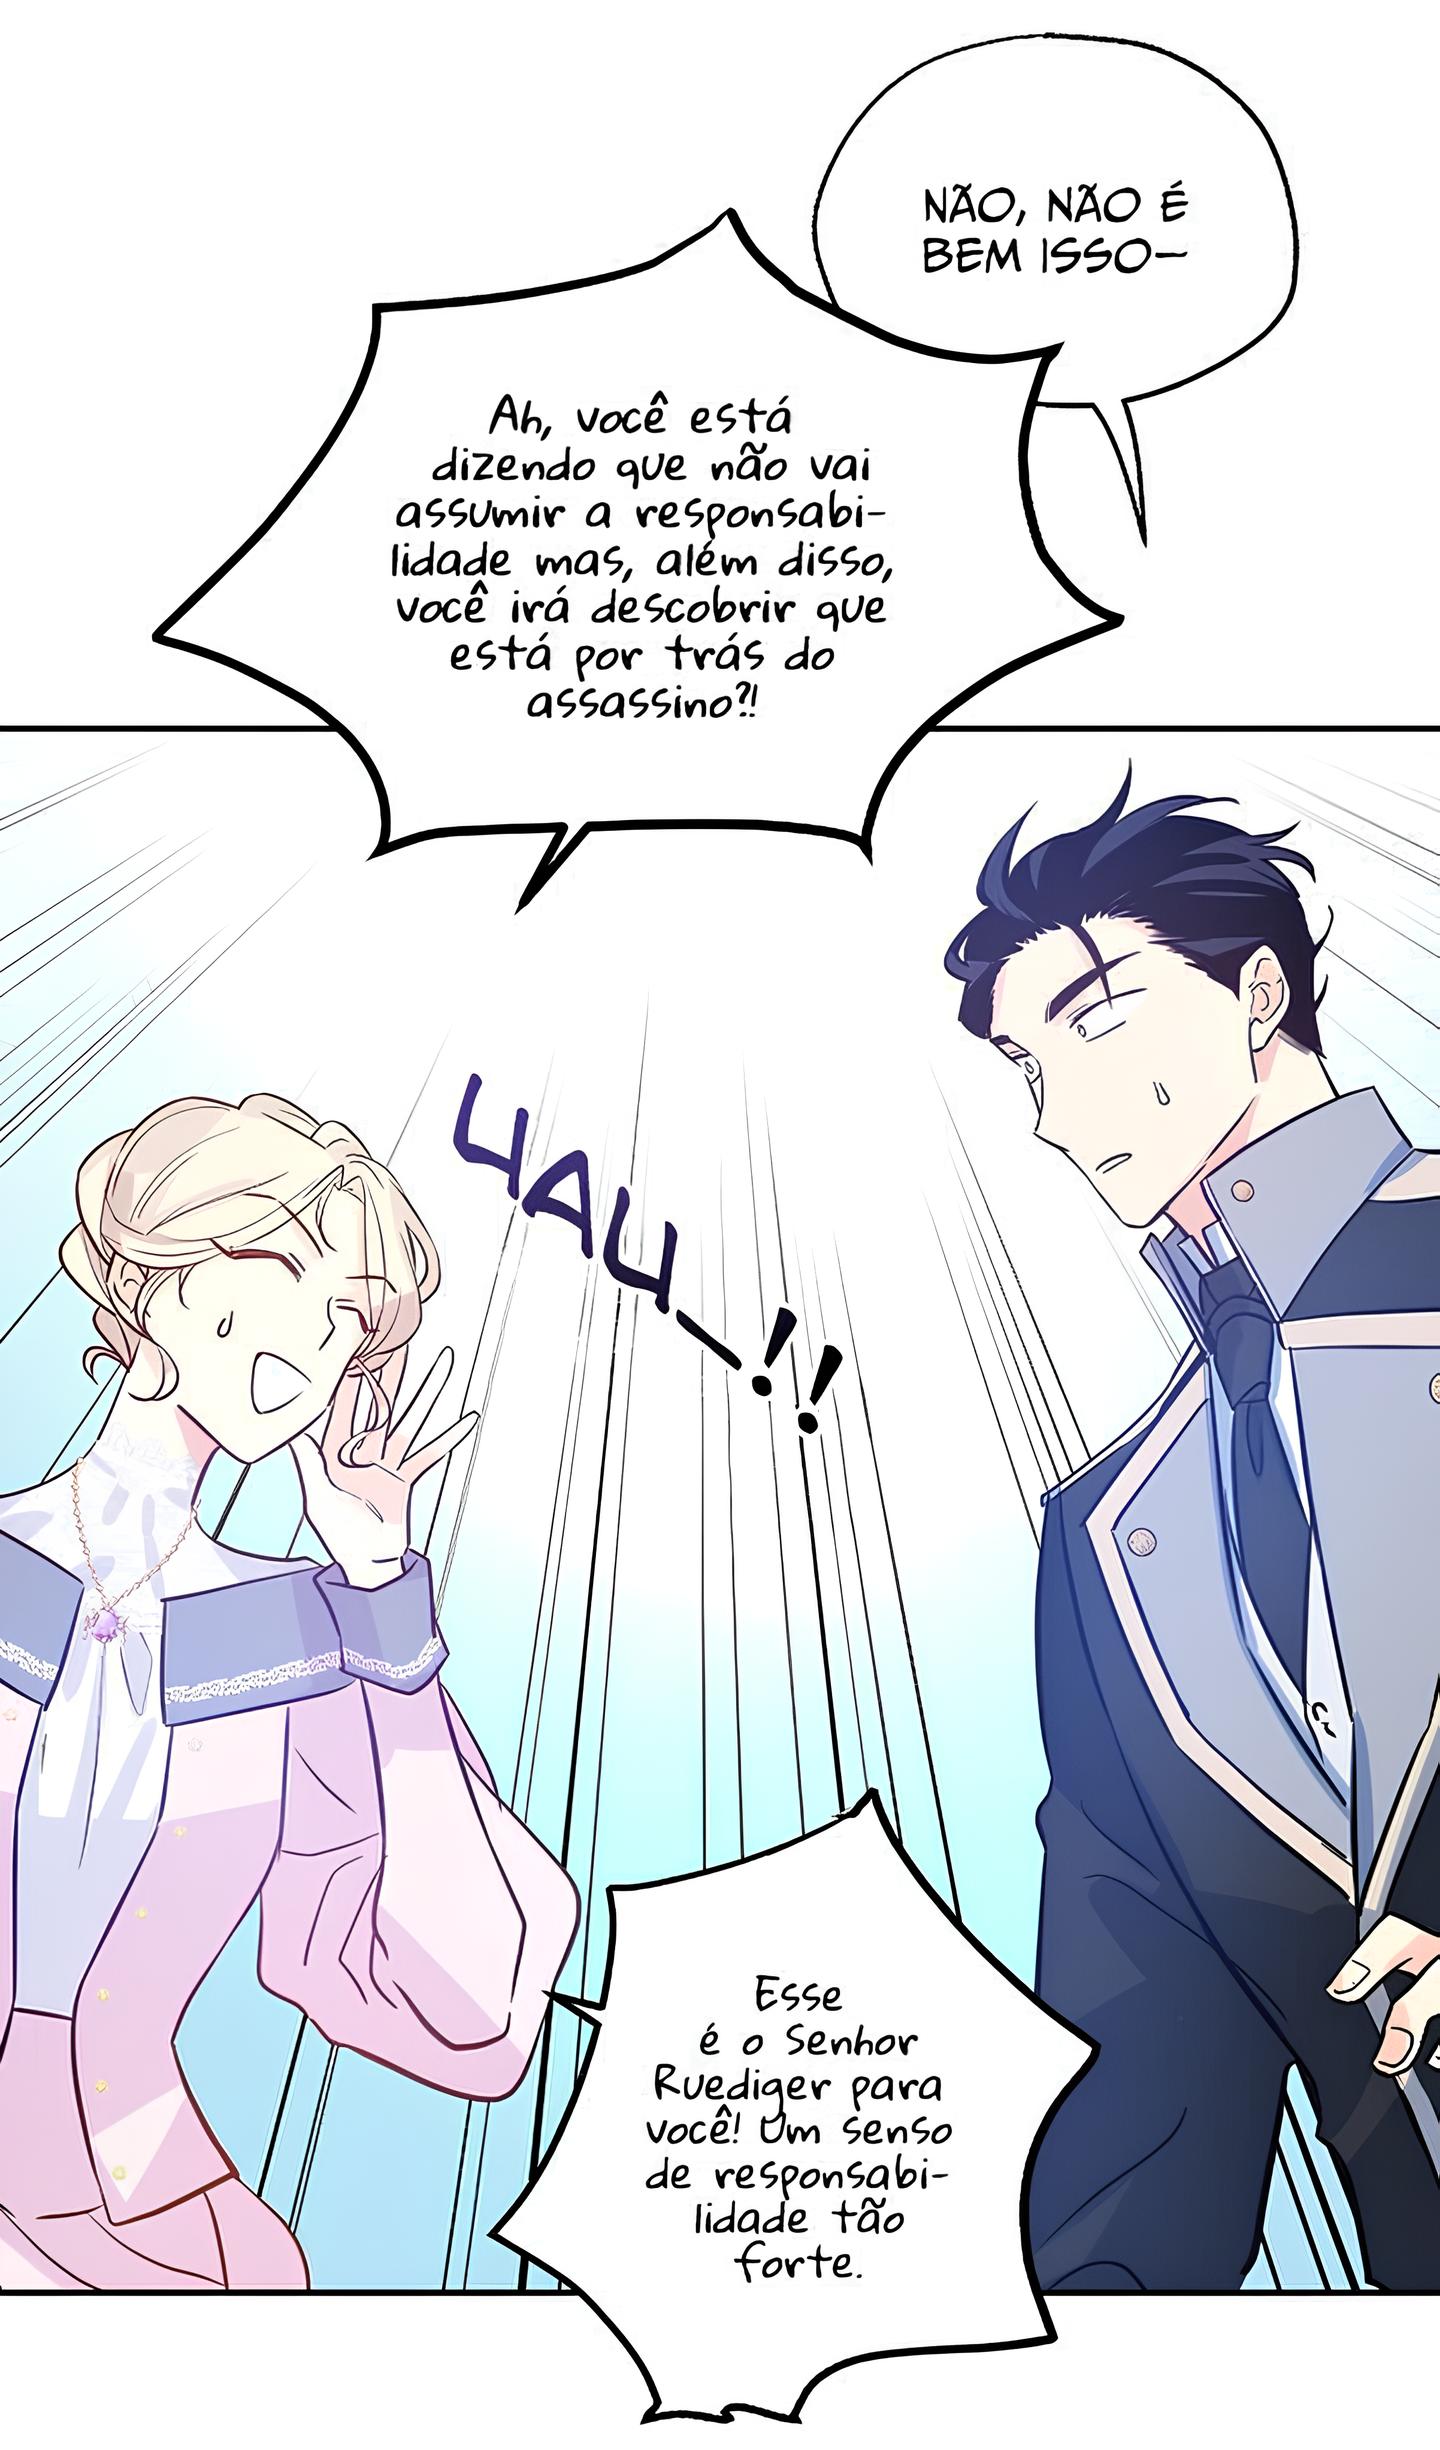 NÃO, NÃO É
BEM ISSO—
Ah, você está
dizendo que não vai
assumir a responsabi-
lidade mas, além disso,
você irá descobrir que
está por trás do
assassino?!
UAU~!!
Esse
é o Senhor
Ruediger para
você! Um senso
de responsabi-
lidade tão
forte.